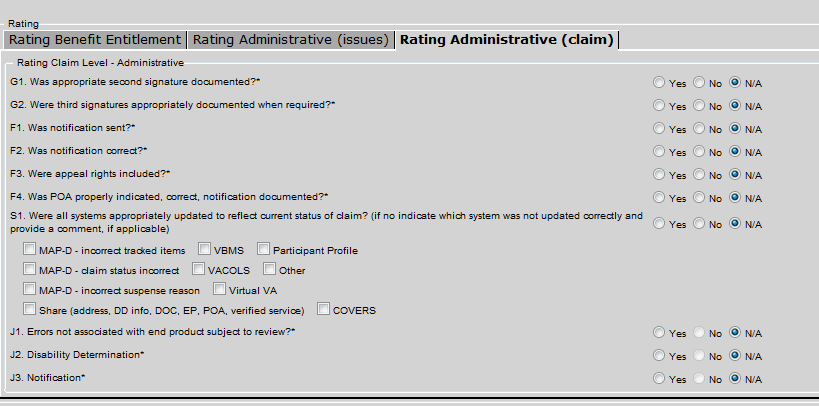 Rating
Rating Benefit Entitlement Rating Administrative (issues) Rating Administrative (claim)
Rating Claim Level - Administrative
G1. Was appropriate second signature documented?* Yes No N/A
G2. Were third signatures appropriately documented when required?* Yes No N/A
F1. Was notification sent?* Yes No N/A
F2. Was notification correct?* Yes No N/A
F3. Were appeal rights included?* Yes No N/A
F4. Was POA properly indicated, correct, notification documented?* Yes No N/A
S1. Were all systems appropriately updated to reflect current status of claim? (if no indicate which system was not updated correctly and
provide a comment, if applicable) Yes No N/A
MAP-D - incorrect tracked items VBMS Participant Profile
MAP-D - claim status incorrect VACOLS Other
MAP-D - incorrect suspense reason Virtual VA
Share (address, DD info, DOC, EP, POA, verified service) COVERS
J1. Errors not associated with end product subject to review?* Yes No N/A
J2. Disability Determination* Yes No N/A
J3. Notification* Yes No N/A